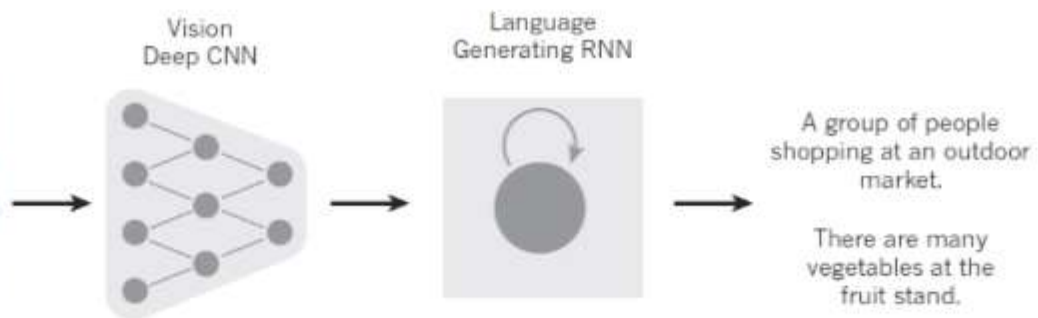 Vision
Deep CNN
Language
Generating RNN
A group of people
shopping at an outdoor
market.
There are many
vegetables at the
fruit stand.